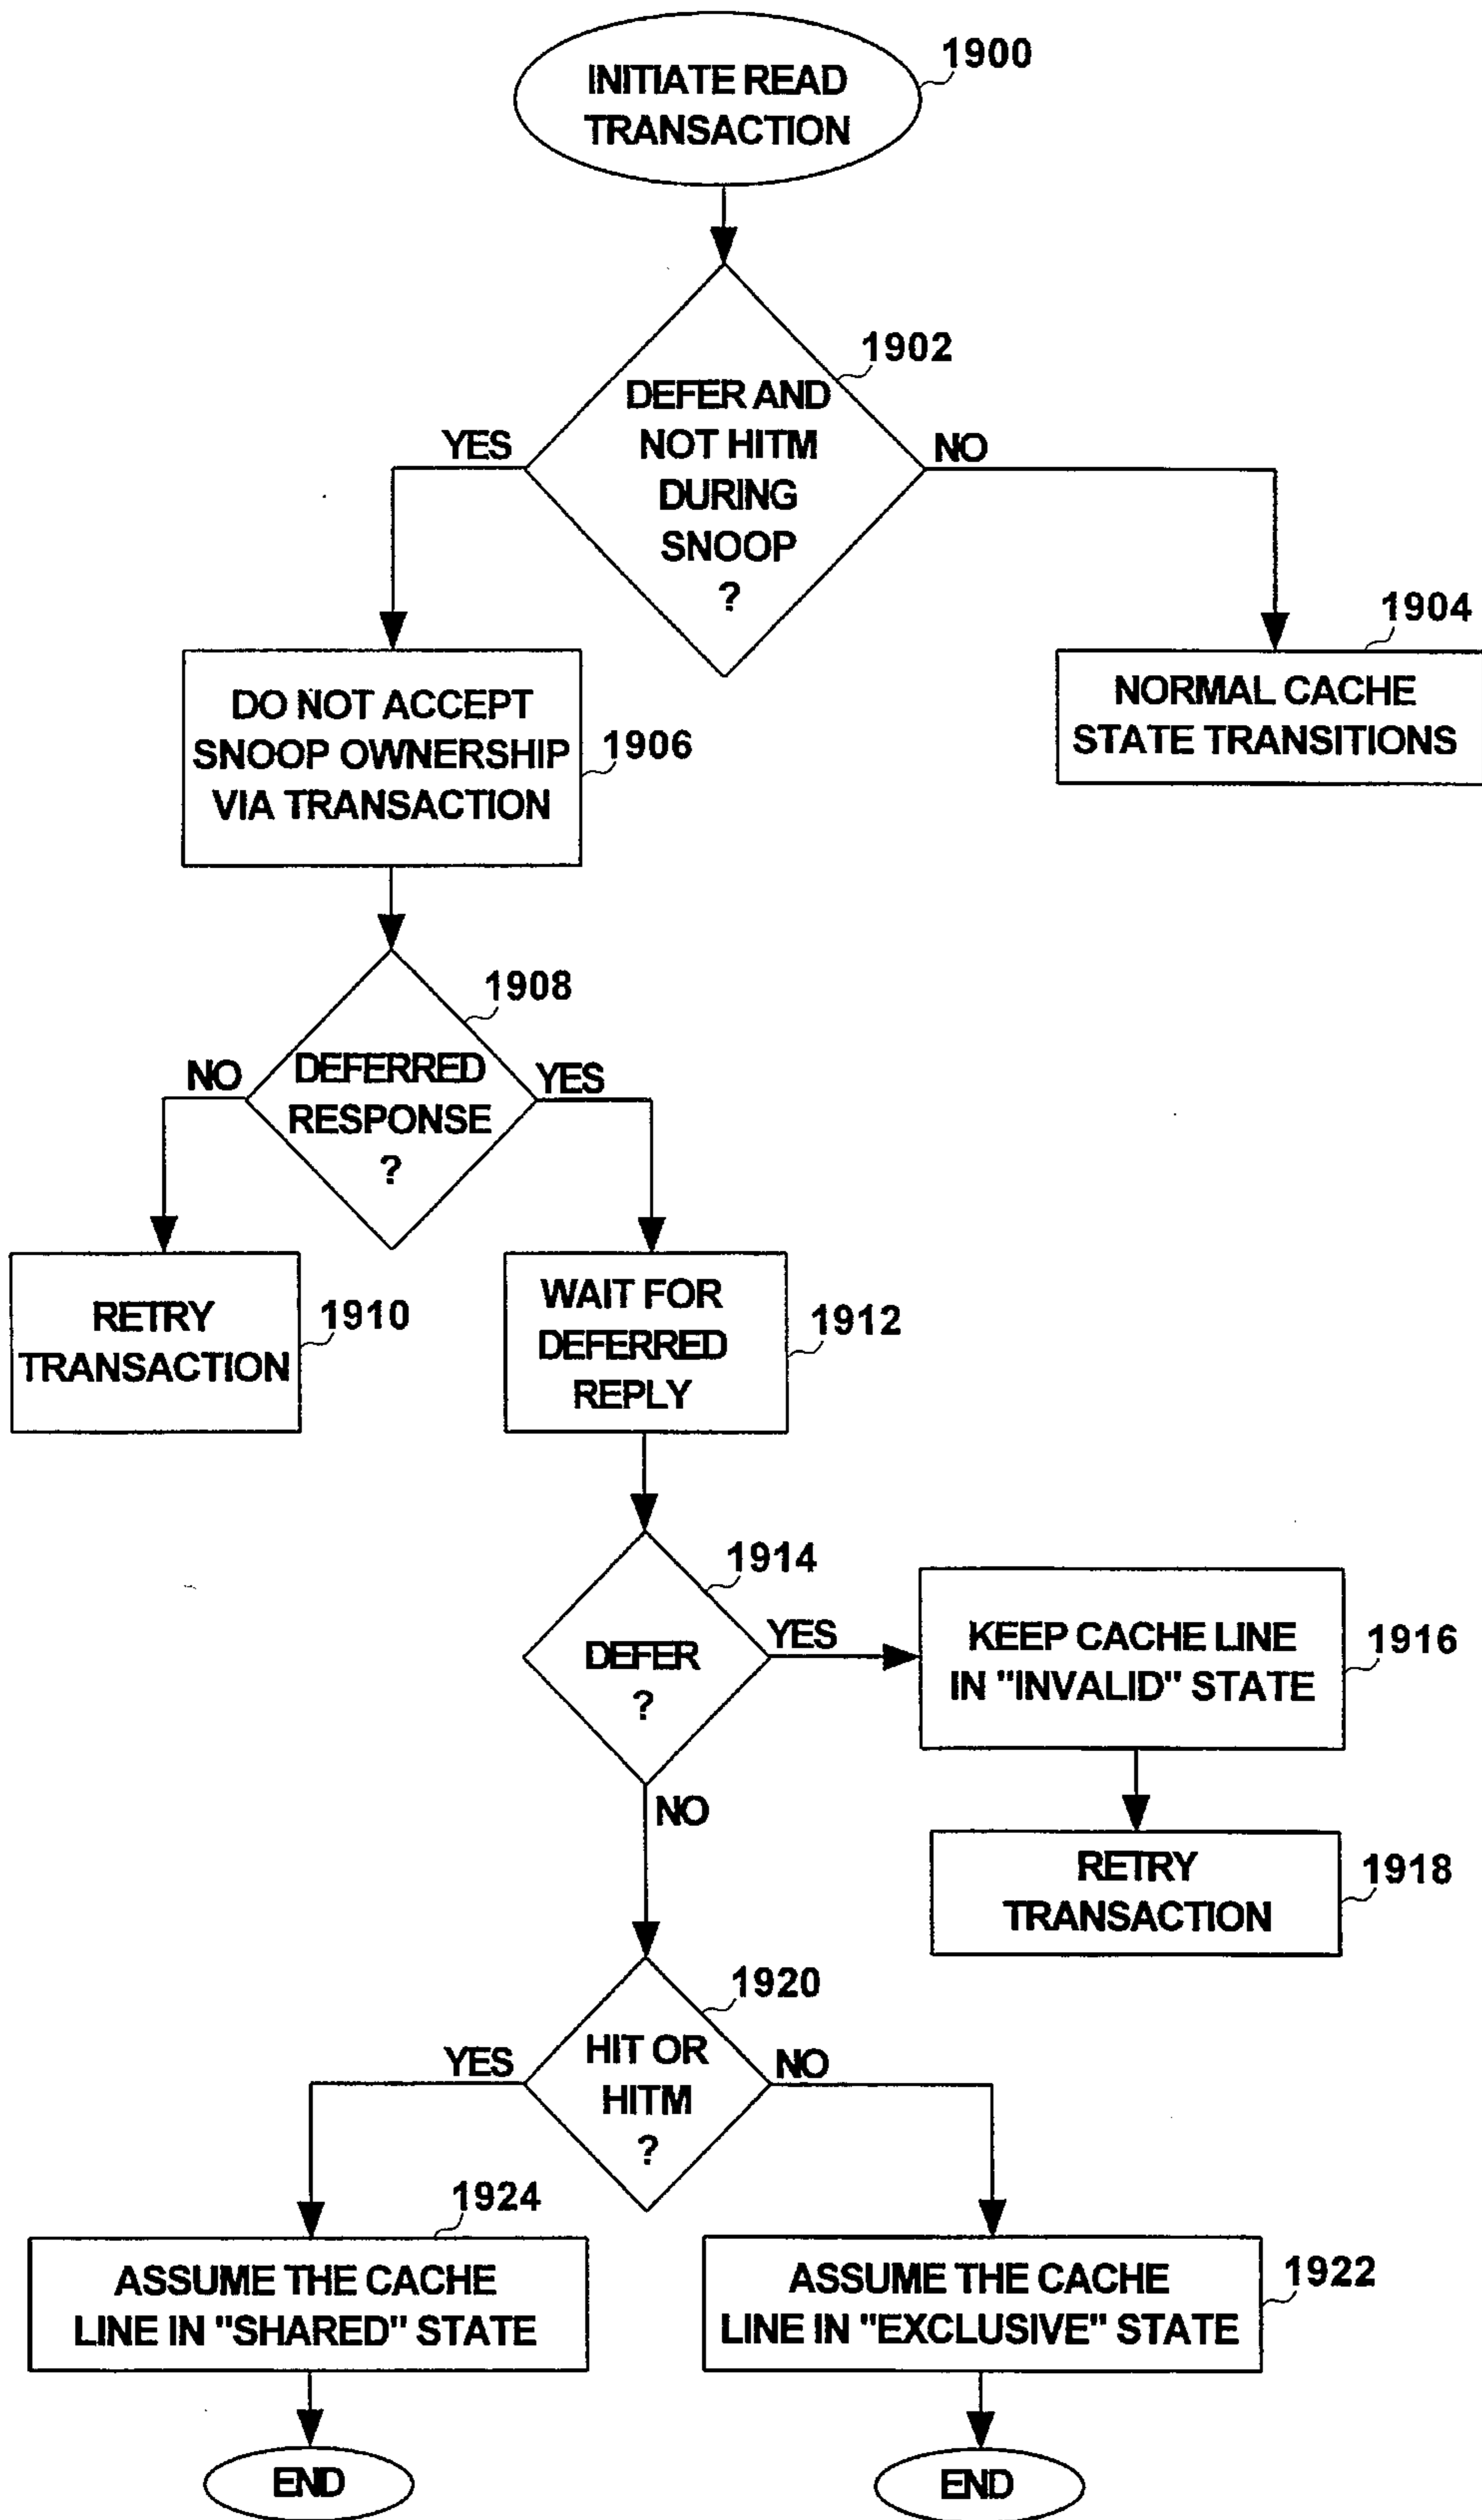 INITIATE READ
TRANSACTION
1900
1902
DEFER AND
NOT HITM
DURING
SNOOP
?
YES
NO
1904
NORMAL CACHE
STATE TRANSITIONS
DO NOT ACCEPT
SNOOP OWNERSHIP
VIA TRANSACTION
1906
1908
DEFERRED
RESPONSE
?
NO
YES
RETRY
TRANSACTION
1910
WAIT FOR
DEFERRED
REPLY
1912
1914
DEFER
?
YES
NO
KEEP CACHE LINE
IN "INVALID" STATE
1916
RETRY
TRANSACTION
1918
1920
HIT OR
HITM
?
YES
NO
1924
ASSUME THE CACHE
LINE IN "SHARED" STATE
ASSUME THE CACHE
LINE IN "EXCLUSIVE" STATE
1922
END
END